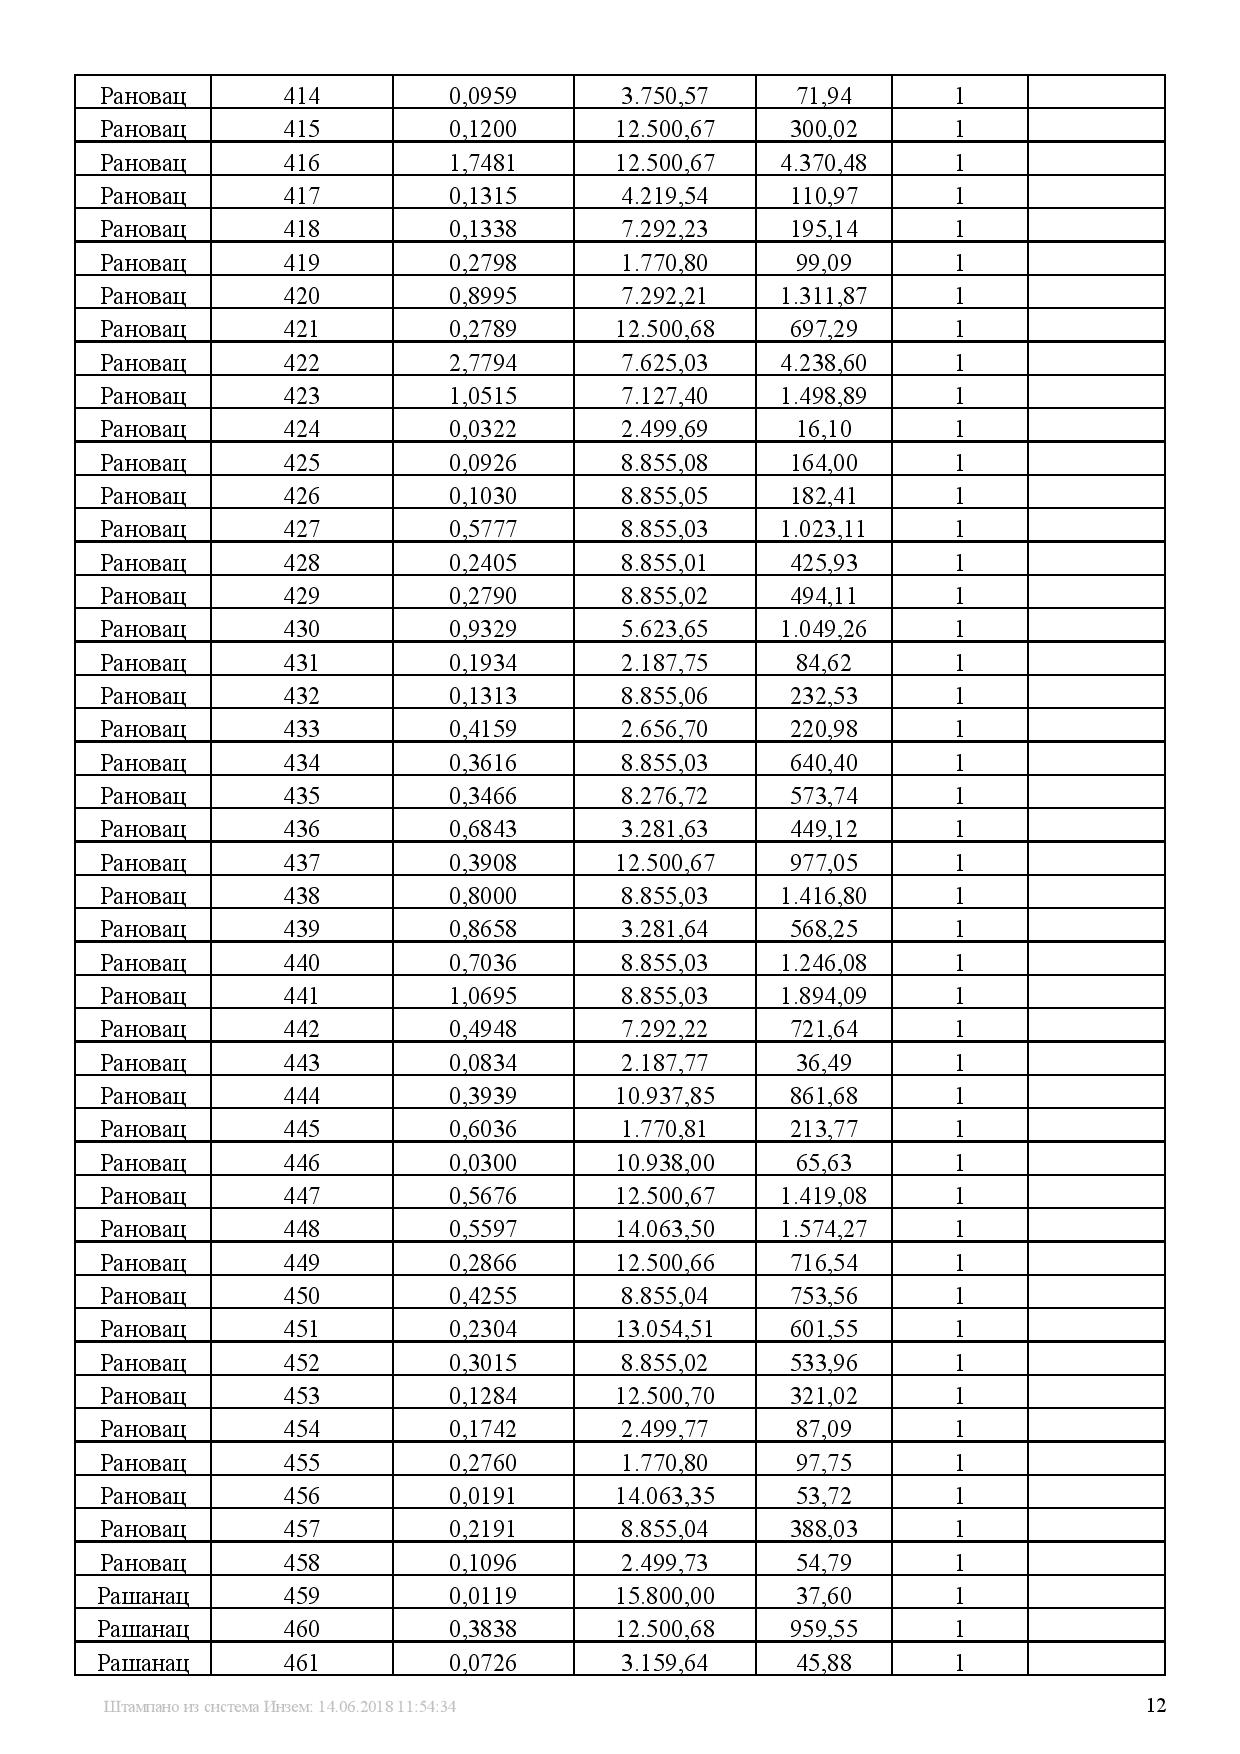 Рановац 414 0,0959 3.750,57 71,94 1
Рановац 415 0,1200 12.500,67 300,02 1
Рановац 416 1,7481 12.500,67 4.370,48 1
Рановац 417 0,1315 4.219,54 110,97 1
Рановац 418 0,1338 7.292,23 195,14 1
Рановац 419 0,2798 1.770,80 99,09 1
Рановац 420 0,8995 7.292,21 1.311,87 1
Рановац 421 0,2789 12.500,68 697,29 1
Рановац 422 2,7794 7.625,03 4.238,60 1
Рановац 423 1,0515 7.127,40 1.498,89 1
Рановац 424 0,0322 2.499,69 16,10 1
Рановац 425 0,0926 8.855,08 164,00 1
Рановац 426 0,1030 8.855,05 182,41 1
Рановац 427 0,5777 8.855,03 1.023,11 1
Рановац 428 0,2405 8.855,01 425,93 1
Рановац 429 0,2790 8.855,02 494,11 1
Рановац 430 0,9329 5.623,65 1.049,26 1
Рановац 431 0,1934 2.187,75 84,62 1
Рановац 432 0,1313 8.855,06 232,53 1
Рановац 433 0,4159 2.656,70 220,98 1
Рановац 434 0,3616 8.855,03 640,40 1
Рановац 435 0,3466 8.276,72 573,74 1
Рановац 436 0,6843 3.281,63 449,12 1
Рановац 437 0,3908 12.500,67 977,05 1
Рановац 438 0,8000 8.855,03 1.416,80 1
Рановац 439 0,8658 3.281,64 568,25 1
Рановац 440 0,7036 8.855,03 1.246,08 1
Рановац 441 1,0695 8.855,03 1.894,09 1
Рановац 442 0,4948 7.292,22 721,64 1
Рановац 443 0,0834 2.187,77 36,49 1
Рановац 444 0,3939 10.937,85 861,68 1
Рановац 445 0,6036 1.770,81 213,77 1
Рановац 446 0,0300 10.938,00 65,63 1
Рановац 447 0,5676 12.500,67 1.419,08 1
Рановац 448 0,5597 14.063,50 1.574,27 1
Рановац 449 0,2866 12.500,66 716,54 1
Рановац 450 0,4255 8.855,04 753,56 1
Рановац 451 0,2304 13.054,51 601,55 1
Рановац 452 0,3015 8.855,02 533,96 1
Рановац 453 0,1284 12.500,70 321,02 1
Рановац 454 0,1742 2.499,77 87,09 1
Рановац 455 0,2760 1.770,80 97,75 1
Рановац 456 0,0191 14.063,35 53,72 1
Рановац 457 0,2191 8.855,04 388,03 1
Рановац 458 0,1096 2.499,73 54,79 1
Рашанац 459 0,0119 15.800,00 37,60 1
Рашанац 460 0,3838 12.500,68 959,55 1
Рашанац 461 0,0726 3.159,64 45,88 1
Штампано из система Инзем: 14.06.2018 11:54:34 12